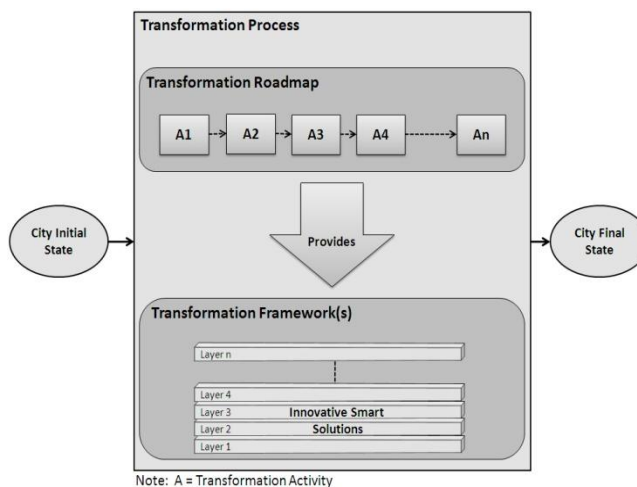 Transformation Process
Transformation Roadmap
A1
A2
A3
A4
An
City Initial
State
Provides
City Final
State
Transformation Framework(s)
Layer n
Layer 4
Layer 3
Innovative Smart
Layer 2
Solutions
Layer 1
Note: A = Transformation Activity